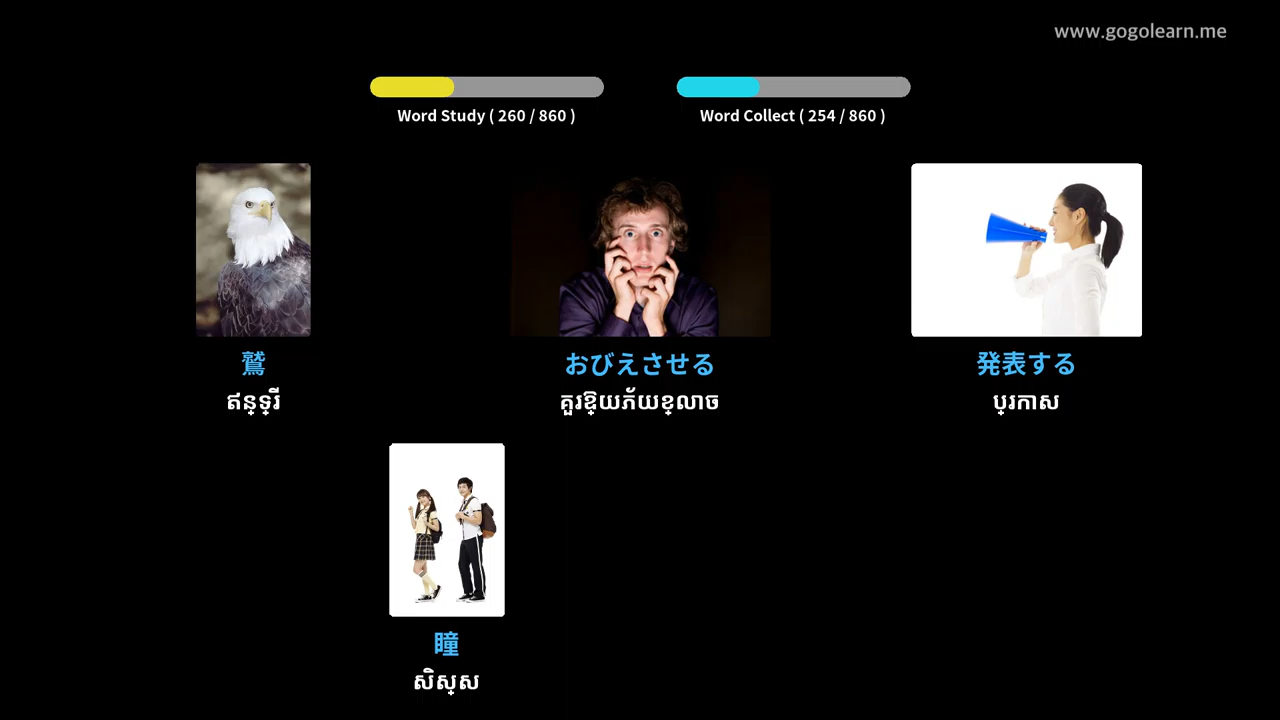 www.gogolearn.me
Word Study ( 260 / 860 )
Word Collect ( 254 / 860 )
鷲
ឥន្ទ្រី
おびえさせる
គួរឱ្យភ័យខ្លាច
発表する
ប្រកាស
瞳
សិស្ស